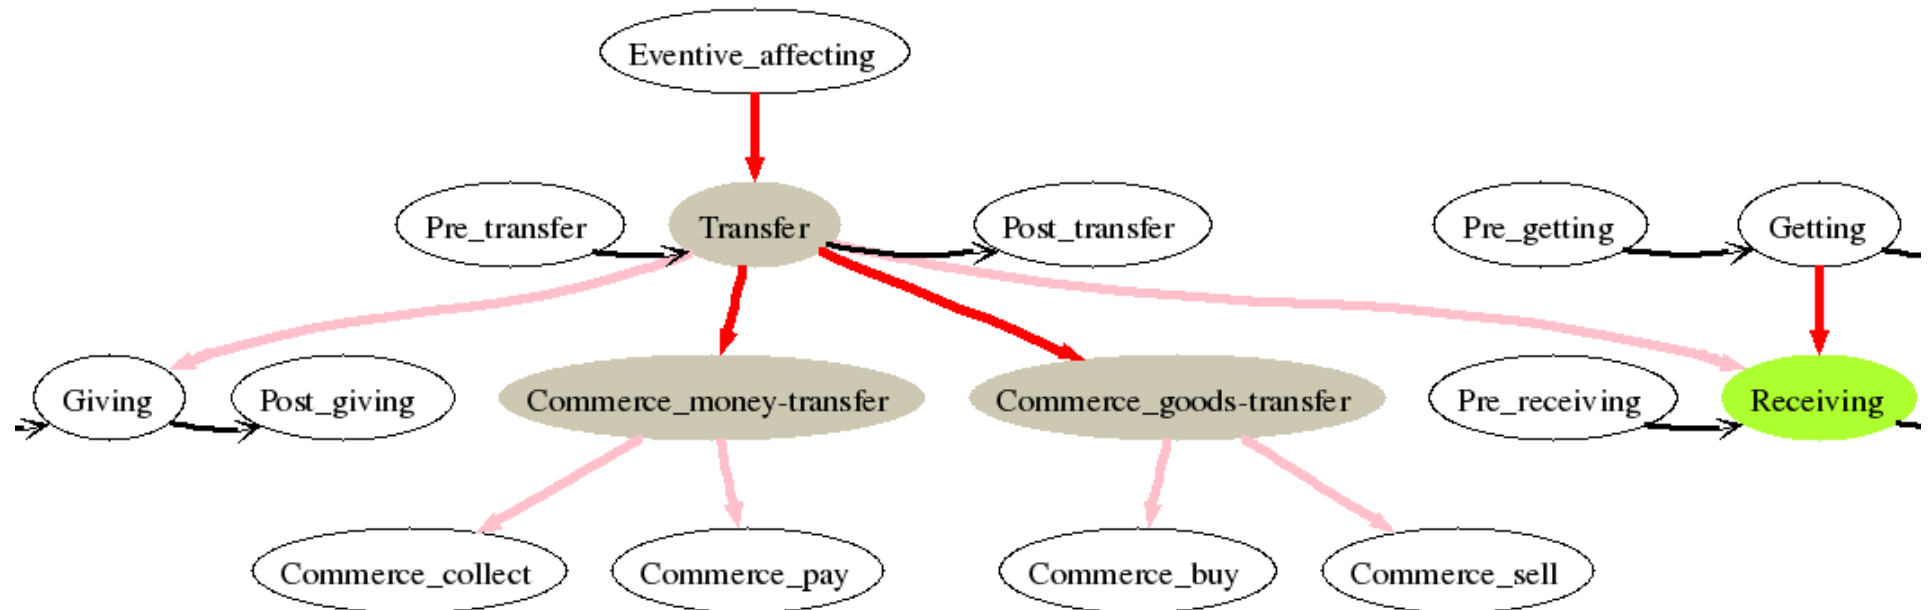 Eventive_affecting
Pre_transfer
Transfer
Post_transfer
Pre_getting
Getting
Giving
Post_giving
Commerce_money-transfer
Commerce_goods-transfer
Pre_receiving
Receiving
Commerce_collect
Commerce_pay
Commerce_buy
Commerce_sell